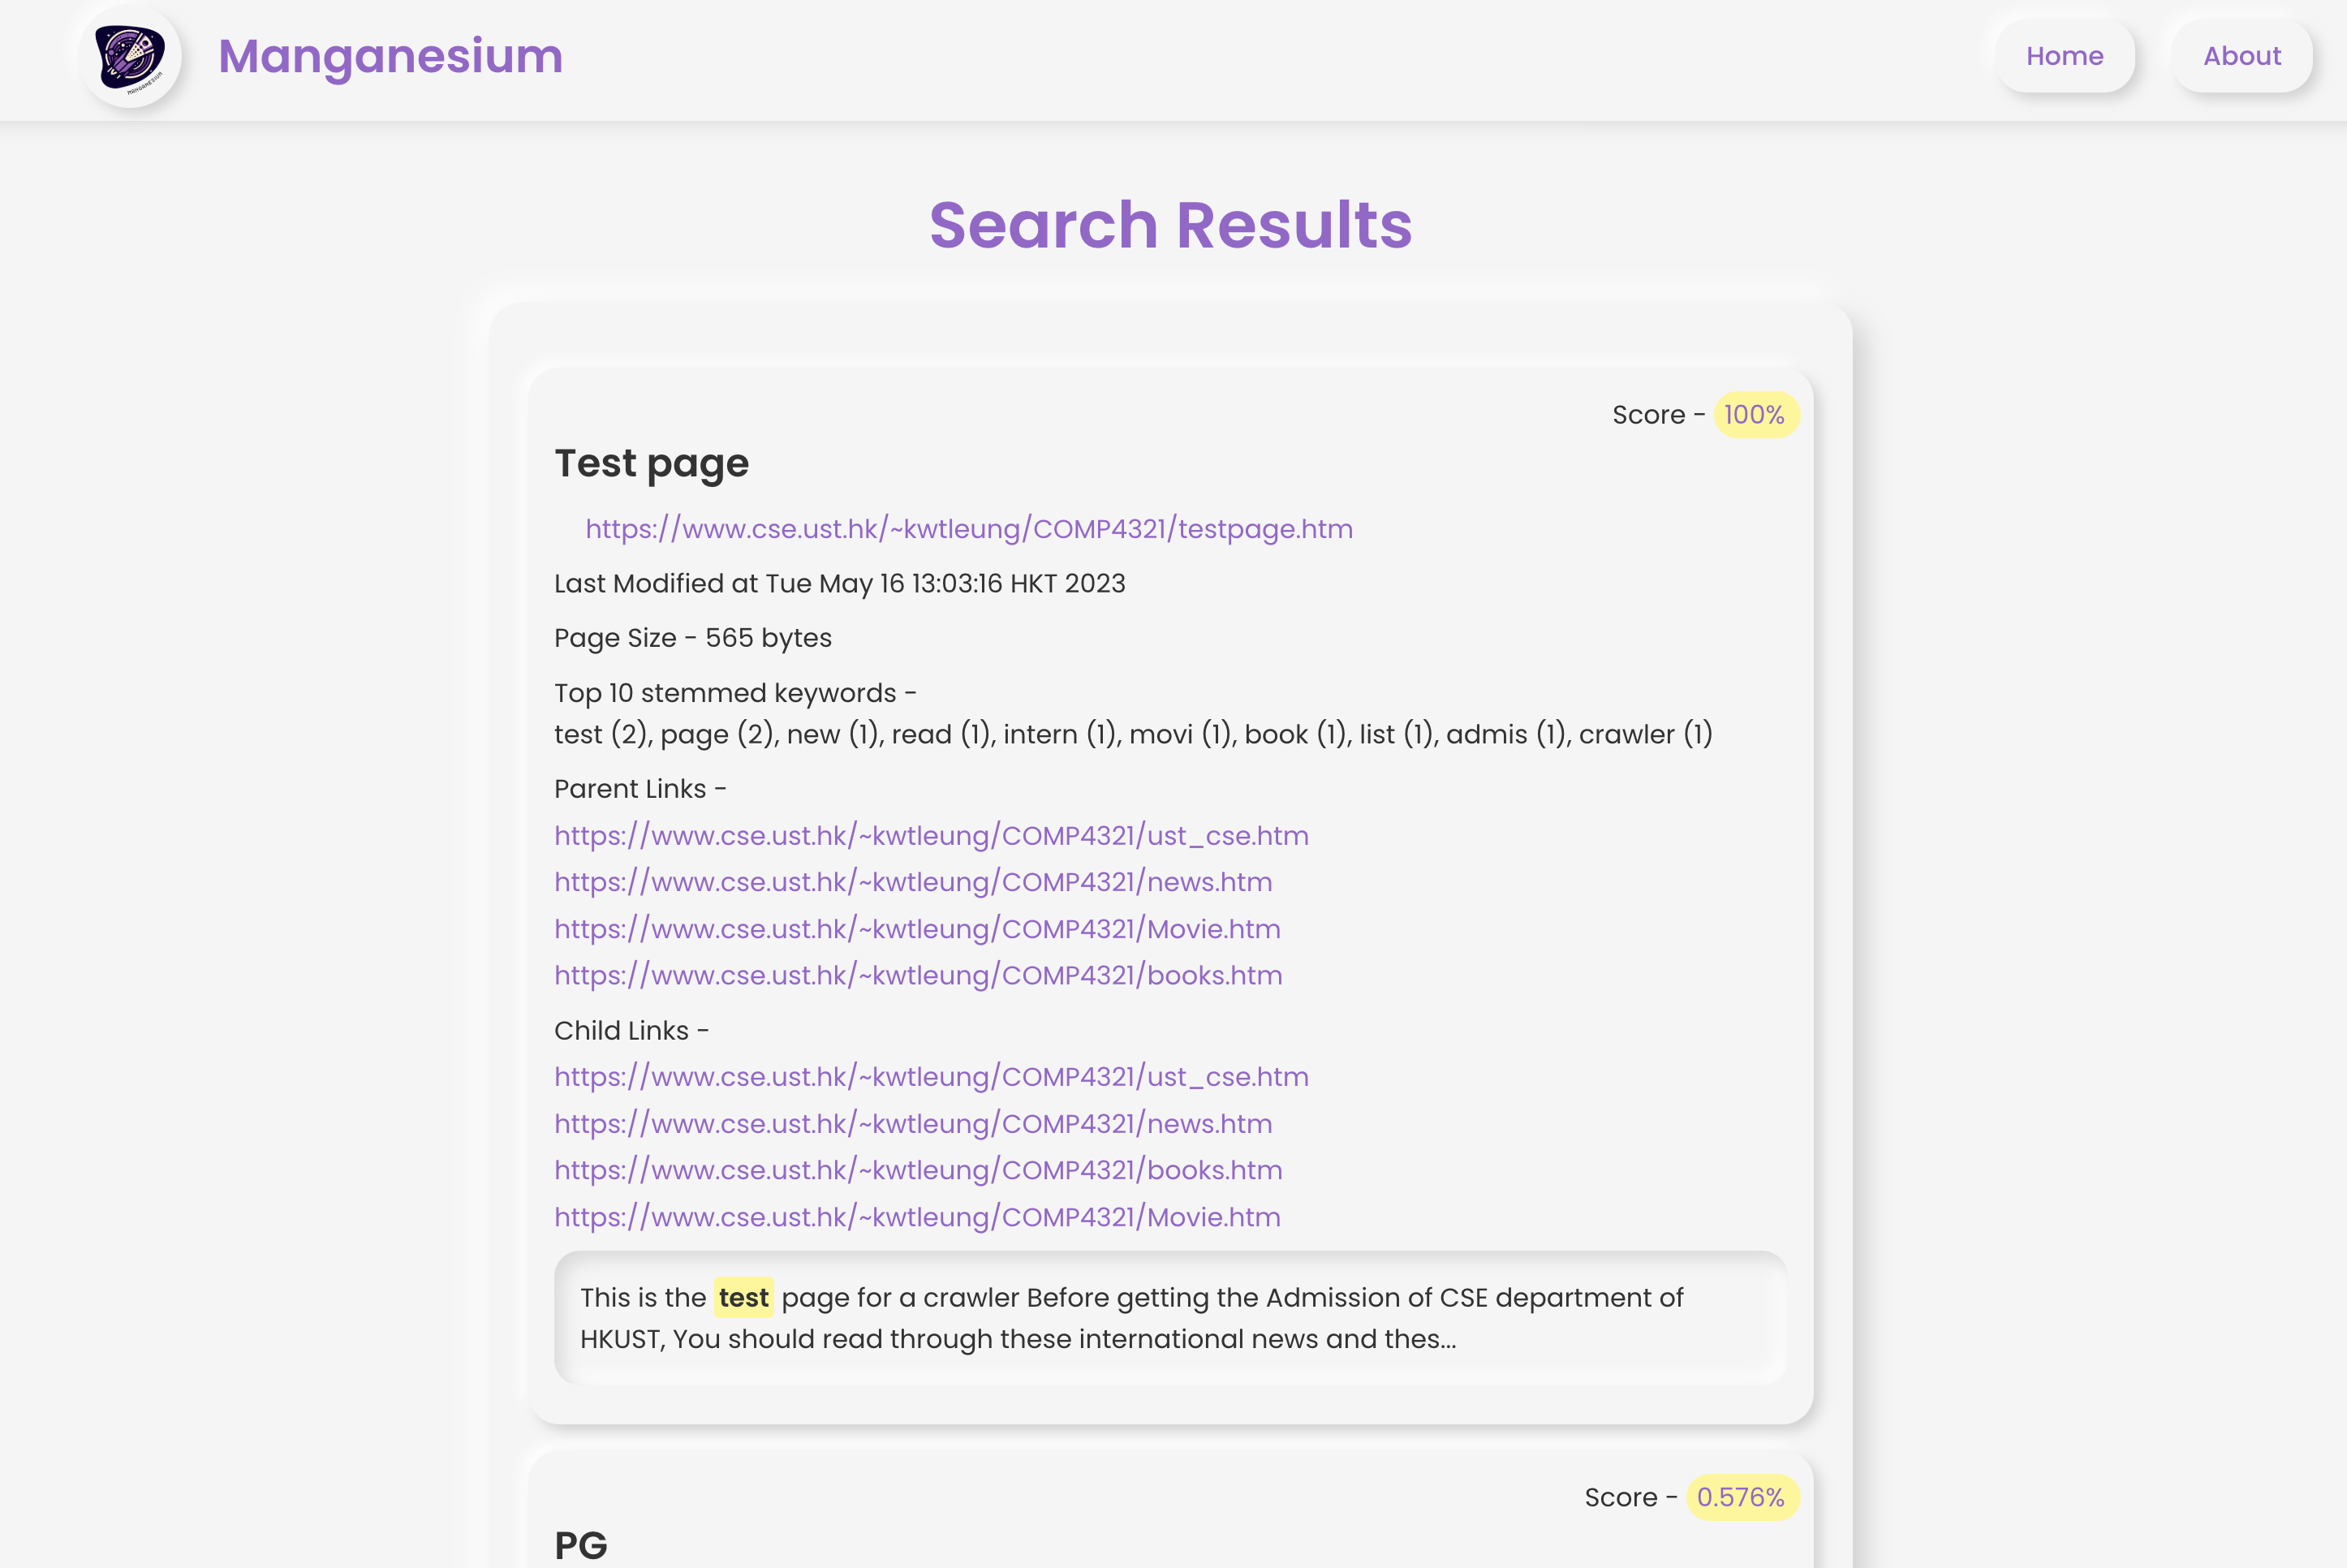 MANGANESIUM
Manganesium
Home
About
Search Results
Score - 100%
Test page
https://www.cse.ust.hk/~kwtleung/COMP4321/testpage.htm
Last Modified at Tue May 16 13:03:16 HKT 2023
Page Size - 565 bytes
Top 10 stemmed keywords -
test (2), page (2), new (1), read (1), intern (1), movi (1), book (1), list (1), admis (1), crawler (1)
Parent Links -
https://www.cse.ust.hk/~kwtleung/COMP4321/ust_cse.htm
https://www.cse.ust.hk/~kwtleung/COMP4321/news.htm
https://www.cse.ust.hk/~kwtleung/COMP4321/Movie.htm
https://www.cse.ust.hk/~kwtleung/COMP4321/books.htm
Child Links -
https://www.cse.ust.hk/~kwtleung/COMP4321/ust_cse.htm
https://www.cse.ust.hk/~kwtleung/COMP4321/news.htm
https://www.cse.ust.hk/~kwtleung/COMP4321/books.htm
https://www.cse.ust.hk/~kwtleung/COMP4321/Movie.htm
This is the test page for a crawler Before getting the Admission of CSE department of
HKUST, You should read through these international news and thes...
Score - 0.576%
PG